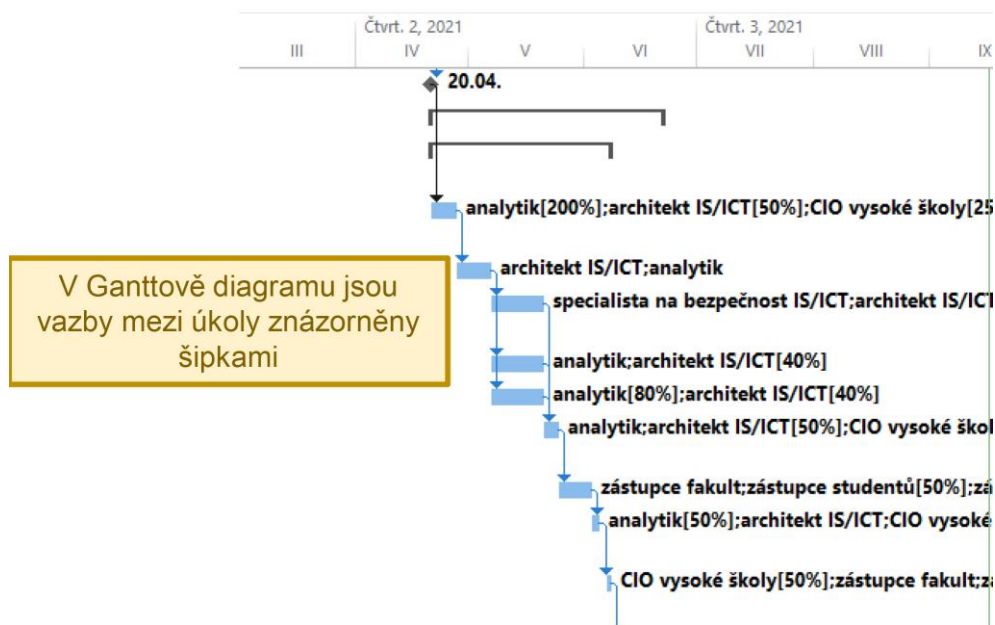 Čtvrt. 2, 2021 Čtvrt. 3, 2021
III IV V VI VII VIII IX
20.04.
analytik[200%];architekt IS/ICT[50%];CIO vysoké školy[25
architekt IS/ICT;analytik
V Ganttově diagramu jsou
vazby mezi úkoly znázorněny
šipkami
specialista na bezpečnost IS/ICT;architekt IS/ICT
analytik;architekt IS/ICT[40%]
analytik[80%];architekt IS/ICT[40%]
analytik;architekt IS/ICT[50%];CIO vysoké škol
zástupce fakult;zástupce studentů[50%];zá
analytik[50%];architekt IS/ICT;CIO vysoké
CIO vysoké školy[50%];zástupce fakult;zá